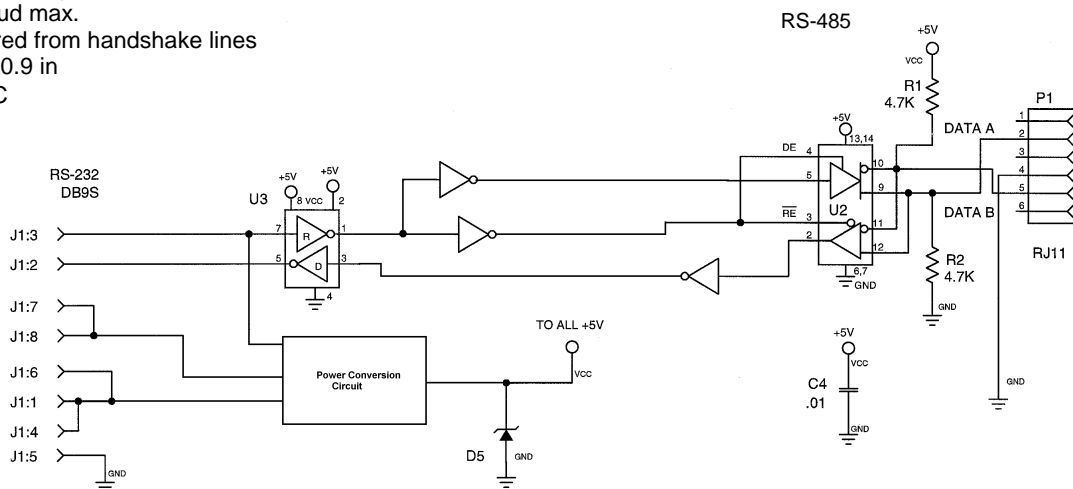 ud max.
ed from handshake lines
0.9 in
C
RS-485
+5V
VCC
R1
4.7K
P1
1
2
3
4
5
6
RJ11
DATA A
DATA B
+5V
13,14
DE
4
5
10
9
RE
3
U2
11
2
12
6,7
GND
R2
4.7K
GND
GND
RS-232
DB9S
U3
+5V
+5V
8 VCC
2
7
R
1
5
D
3
4
J1:3
J1:2
J1:7
J1:8
J1:6
J1:1
J1:4
J1:5
GND
Power Conversion
Circuit
TO ALL +5V
VCC
D5
GND
+5V
VCC
C4
.01
GND